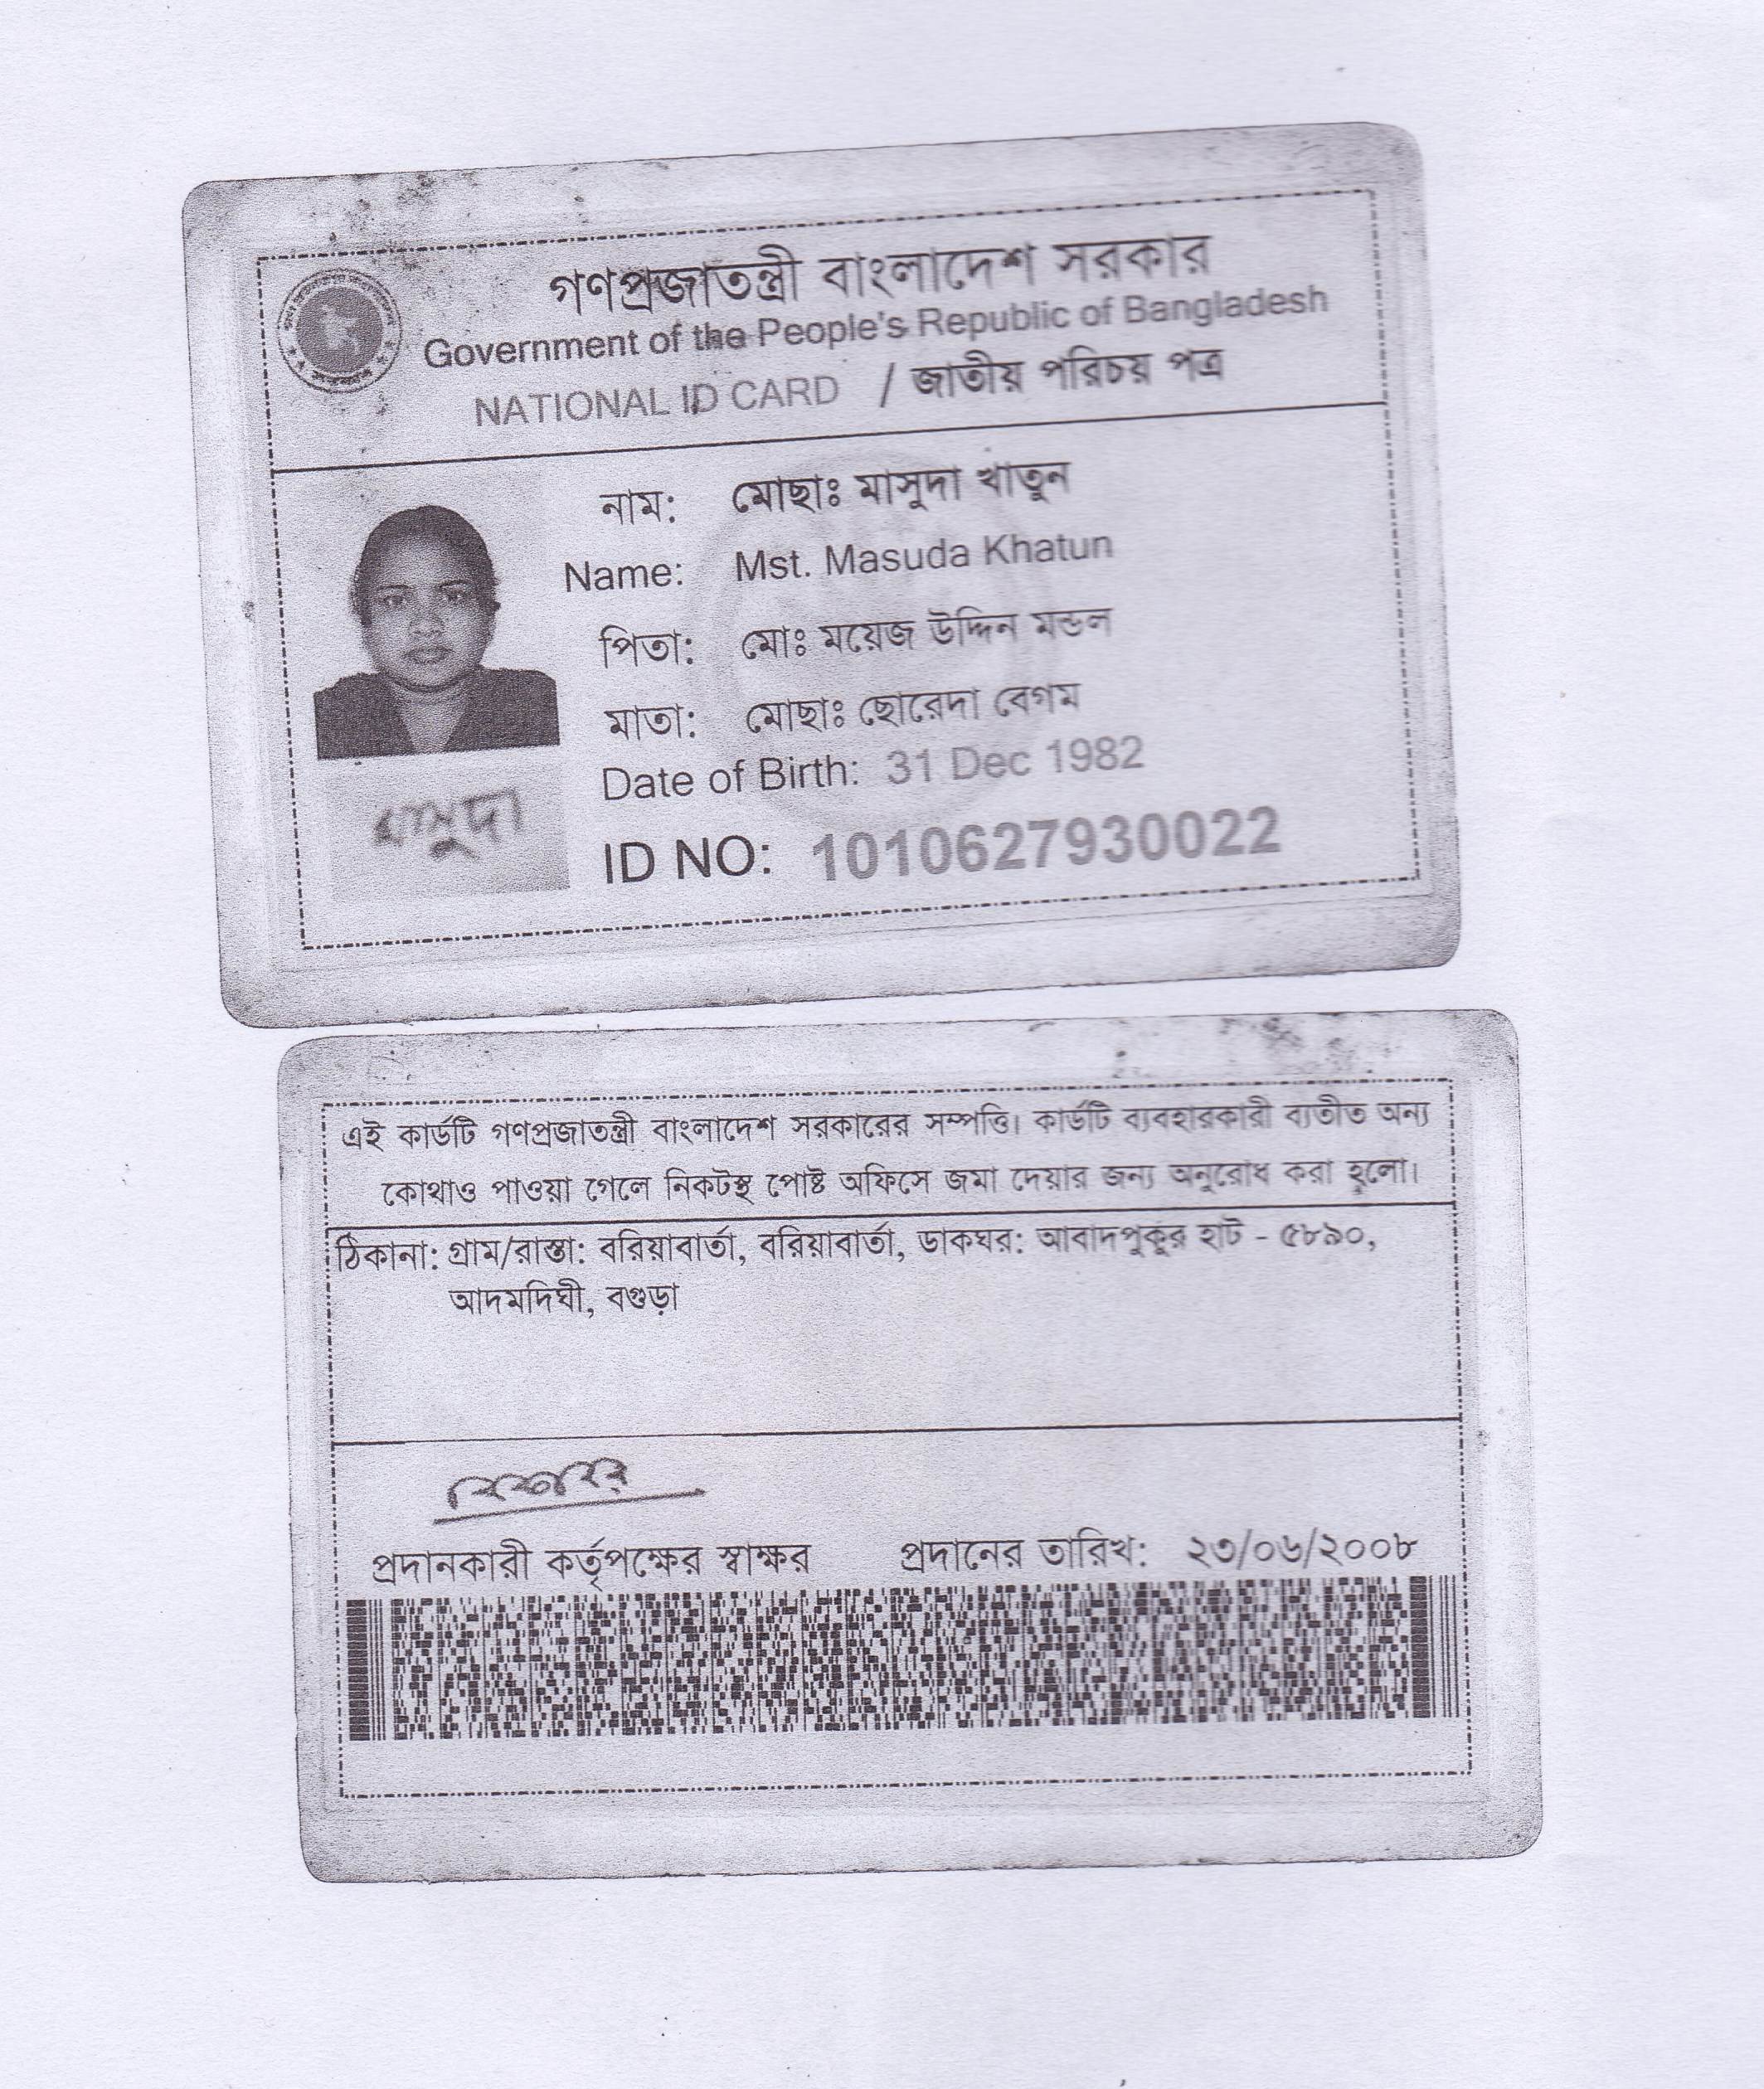 গণপ্রজাতন্ত্রী বাংলাদেশ সরকার
Government of the People's Republic of Bangladesh
NATIONAL ID CARD / জাতীয় পরিচয় পত্র
নাম: মোছাঃ মাসুদা খাতুন
Name: Mst. Masuda Khatun
পিতা: মোঃ ময়েজ উদ্দিন মন্ডল
মাতা: মোছাঃ ছোরেদা বেগম
Date of Birth: 31 Dec 1982
মাসুদা
ID NO: 1010627930022
এই কার্ডটি গণপ্রজাতন্ত্রী বাংলাদেশ সরকারের সম্পত্তি। কার্ডটি ব্যবহারকারী ব্যতীত অন্য
কোথাও পাওয়া গেলে নিকটস্থ পোষ্ট অফিসে জমা দেয়ার জন্য অনুরোধ করা হলো।
ঠিকানা: গ্রাম/রাস্তা: বরিয়াবার্তা, বরিয়াবার্তা, ডাকঘর: আবাদপুকুর হাট - ৫৮৯০,
আদমদিঘী, বগুড়া
প্রদানকারী কর্তৃপক্ষের স্বাক্ষর প্রদানের তারিখ: ২৩/০৬/২০০৮